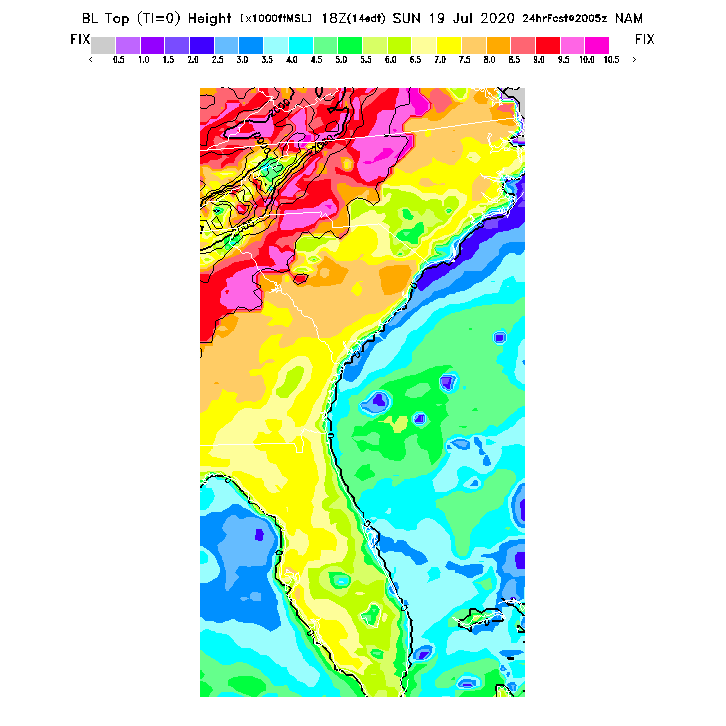 BL Top (TI=0) Height [x1000ftMSL] 18Z(14edt) SUN 19 Jul 2020 24hrFcst@2005z NAM
FIX FIX
< 0.5 1.0 1.5 2.0 2.5 3.0 3.5 4.0 4.5 5.0 5.5 6.0 6.5 7.0 7.5 8.0 8.5 9.0 9.5 10.0 10.5 >